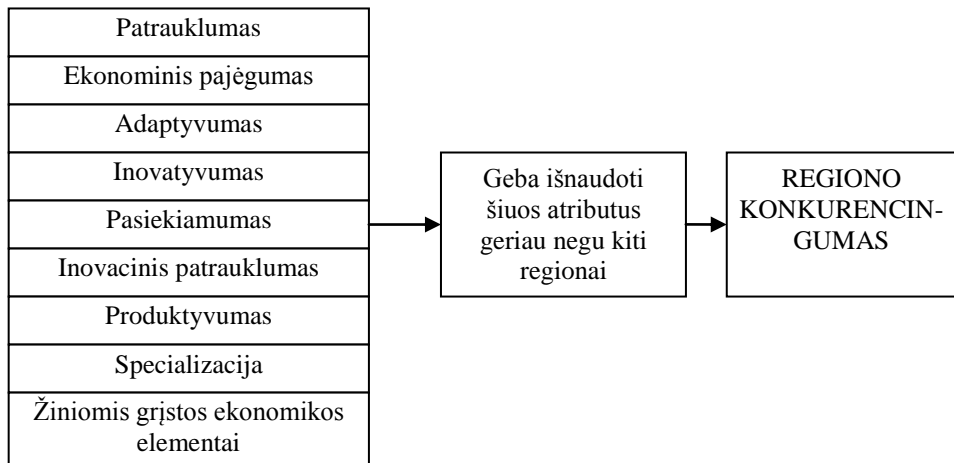 Patrauklumas
Ekonominis pajėgumas
Adaptyvumas
Inovatyvumas
Pasiekiamumas
Inovacinis patrauklumas
Produktyvumas
Specializacija
Žiniomis grįstos ekonomikos
elementai
Geba išnaudoti
šiuos atributus
geriau negu kiti
regionai
REGIONO
KONKURENCIN-
GUMAS